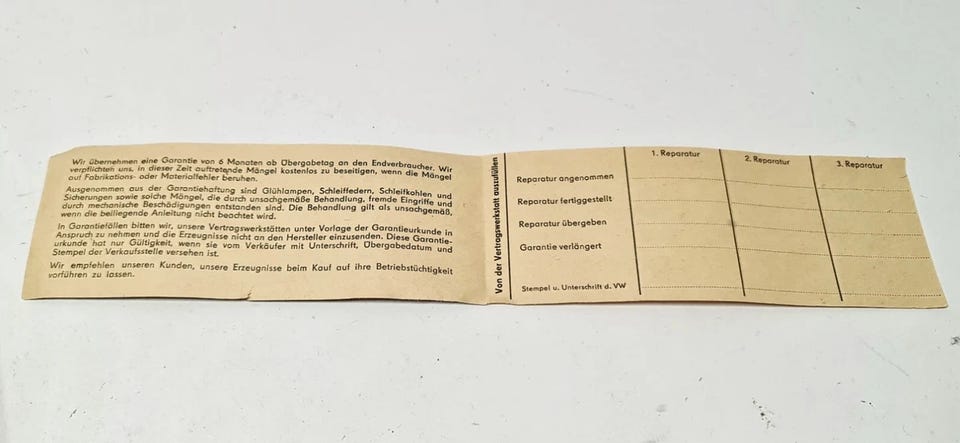 Wir übernehmen eine Garantie von 6 Monaten ab Übergabetag an den Endverbraucher. Wir
verpflichten uns, in dieser Zeit auftretende Mängel kostenlos zu beseitigen, wenn die Mängel
auf Fabrikations- oder Materialfehler beruhen.
Ausgenommen aus der Garantiehaftung sind Glühlampen, Schleiffedern, Schleifkohlen und
Sicherungen sowie solche Mängel, die durch unsachgemäße Behandlung, fremde Eingriffe und
durch mechanische Beschädigungen entstanden sind. Die Behandlung gilt als unsachgemäß,
wenn die beiliegende Anleitung nicht beachtet wird.
In Garantiefällen bitten wir, unsere Vertragswerkstätten unter Vorlage der Garantieurkunde in
Anspruch zu nehmen und die Erzeugnisse nicht an den Hersteller einzusenden. Diese Garantie-
urkunde hat nur Gültigkeit, wenn sie vom Verkäufer mit Unterschrift, Übergabedatum und
Stempel der Verkaufsstelle versehen ist.
Wir empfehlen unseren Kunden, unsere Erzeugnisse beim Kauf auf ihre Betriebstüchtigkeit
vorführen zu lassen.
Von der Vertragswerkstatt auszufüllen
1. Reparatur 2. Reparatur 3. Reparatur
Reparatur angenommen
Reparatur fertiggestellt
Reparatur übergeben
Garantie verlängert
Stempel u. Unterschrift d. VW